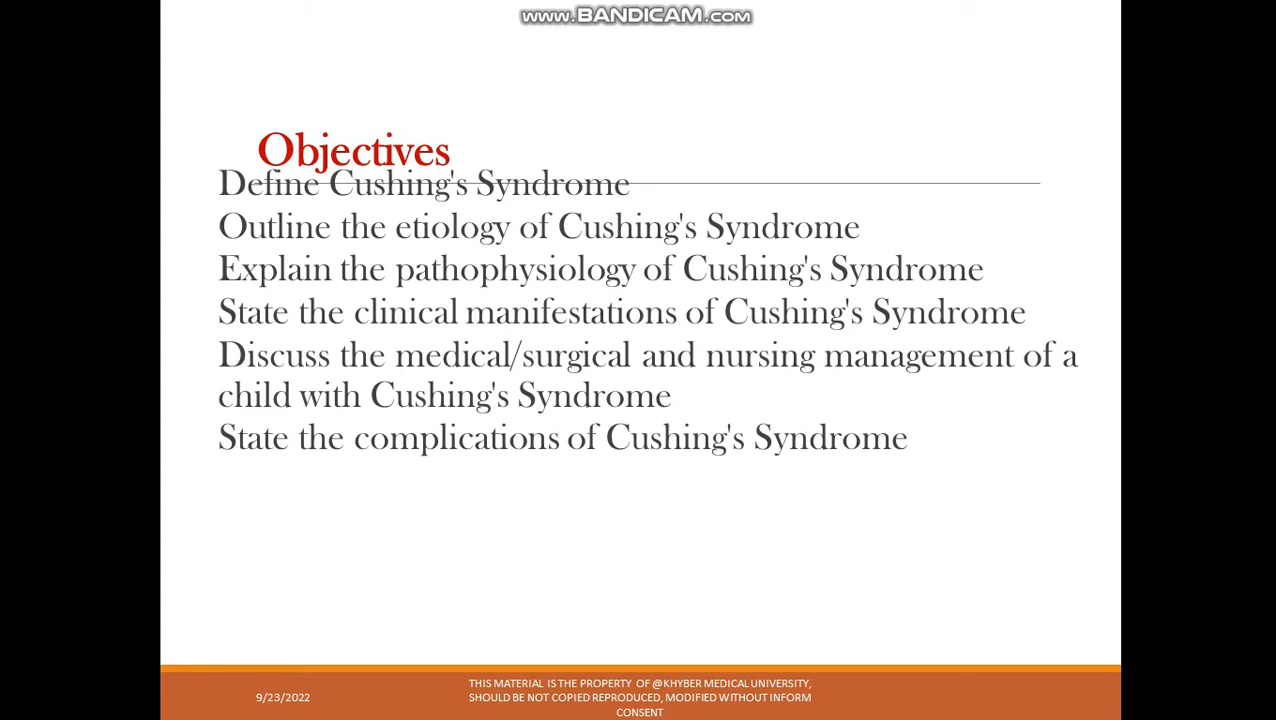 www.BANDICAM.com
Objectives
Define Cushing's Syndrome
Outline the etiology of Cushing's Syndrome
Explain the pathophysiology of Cushing's Syndrome
State the clinical manifestations of Cushing's Syndrome
Discuss the medical/surgical and nursing management of a
child with Cushing's Syndrome
State the complications of Cushing's Syndrome
9/23/2022
THIS MATERIAL IS THE PROPERTY OF @KHYBER MEDICAL UNIVERSITY,
SHOULD BE NOT COPIED REPRODUCED, MODIFIED WITHOUT INFORM
CONSENT